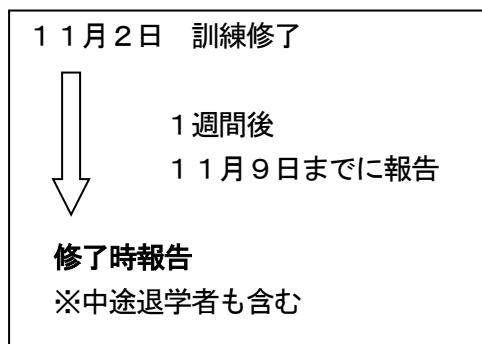 １１月２日　訓練修了
１週間後
１１月９日までに報告
修了時報告
※中途退学者も含む